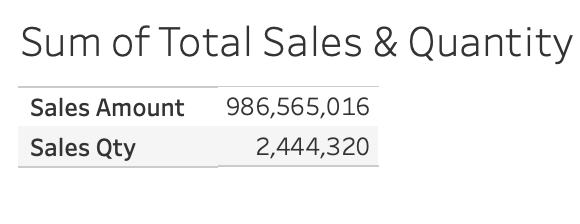 Sum of Total Sales & Quantity
Sales Amount 986,565,016
Sales Qty 2,444,320